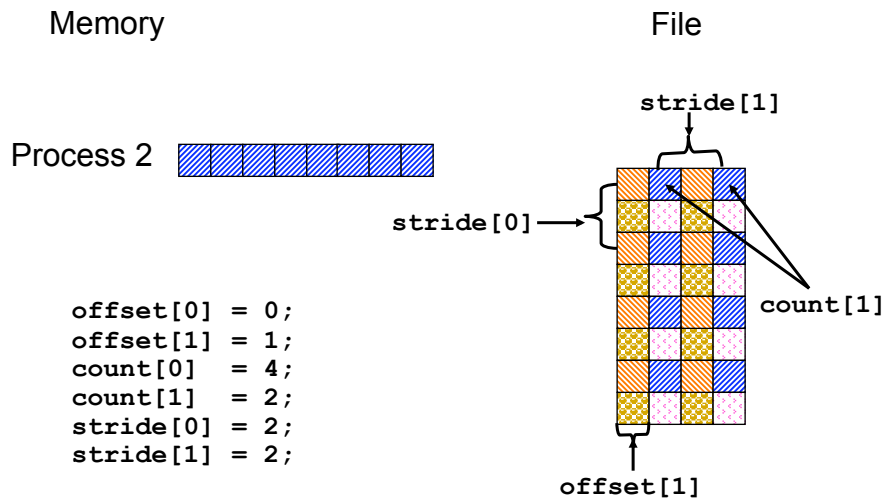 Memory
File
stride[1]
Process 2
stride[0]
count[1]
offset[0] = 0;
offset[1] = 1;
count[0]  = 4;
count[1]  = 2;
stride[0] = 2;
stride[1] = 2;
offset[1]